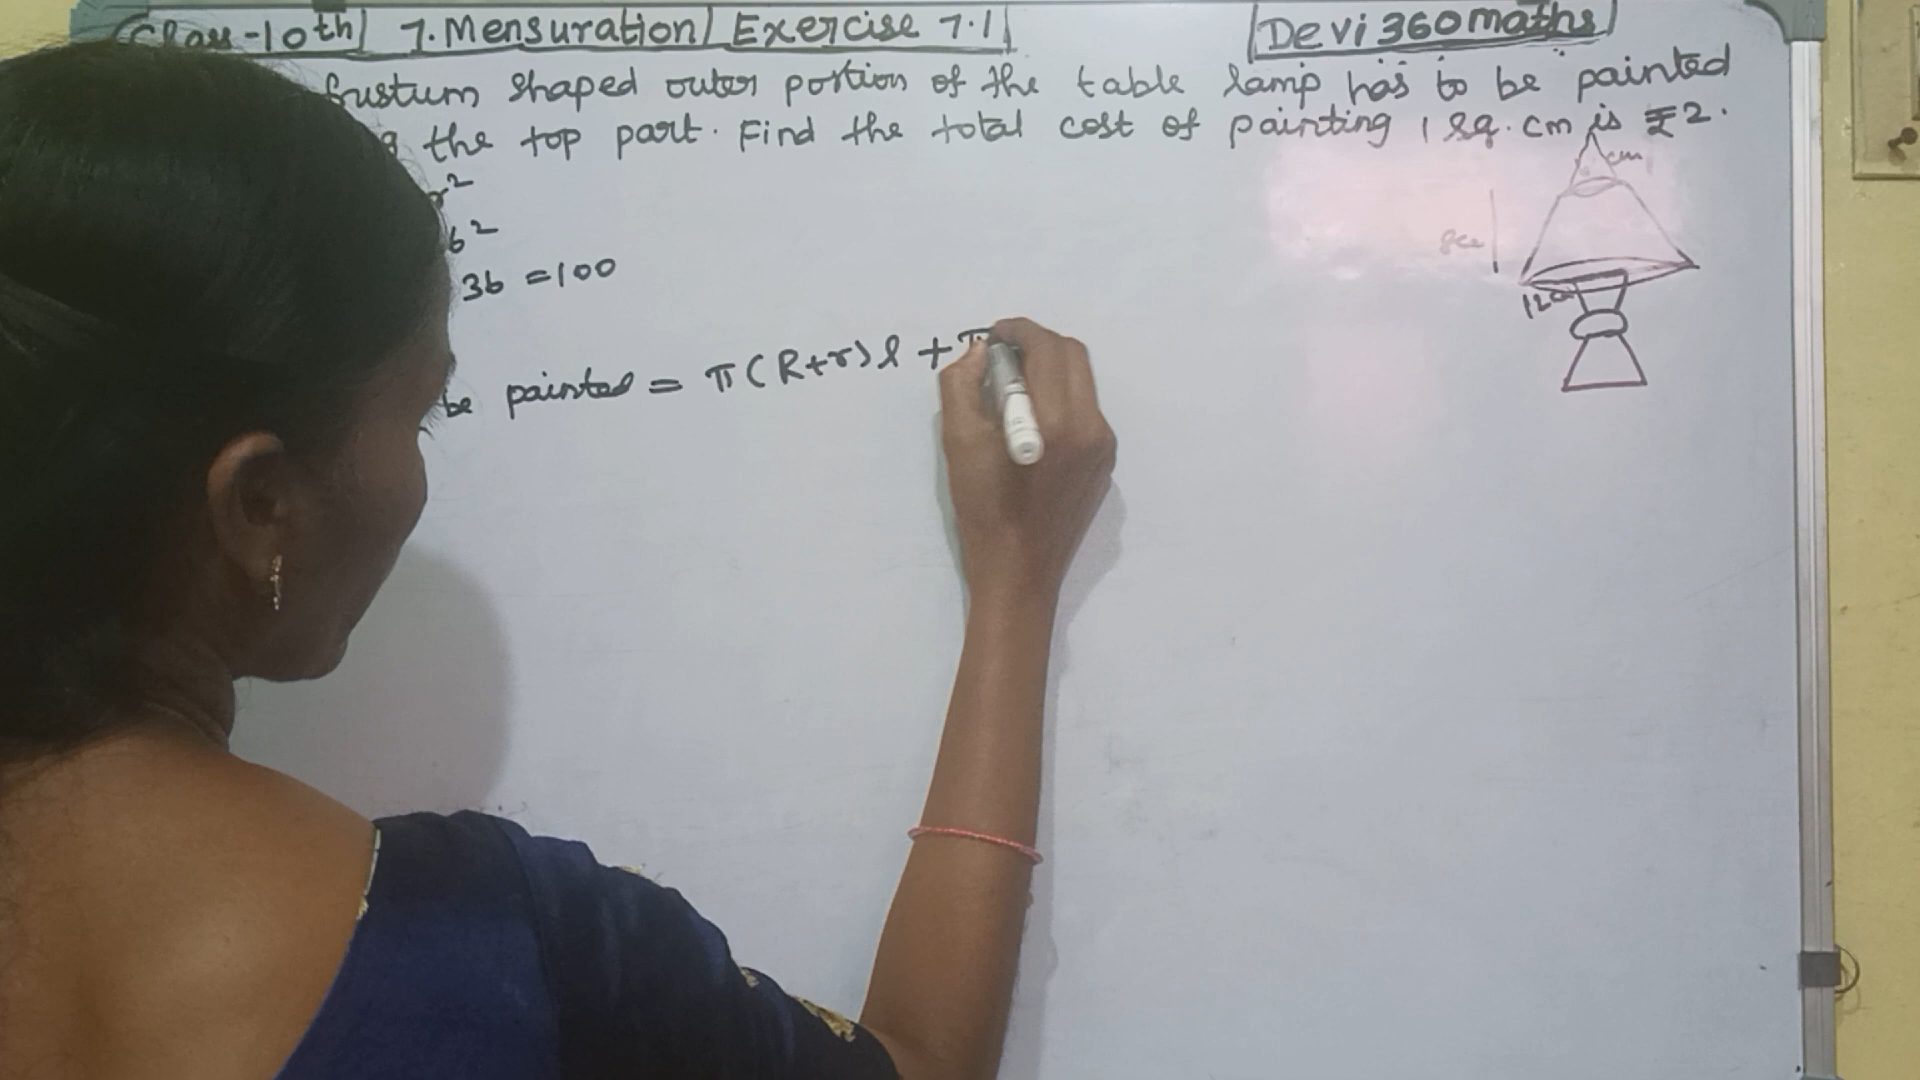 Class-10th 7.Mensuration Exercise 7.1 Devi 360 maths
frustum shaped outer portion of the table lamp has to be painted
the top part. Find the total cost of painting 1 sq.cm is ₹2.
cm
r²
6²
8cm
36 =100
12cm
be painted = π(R+r)l + π